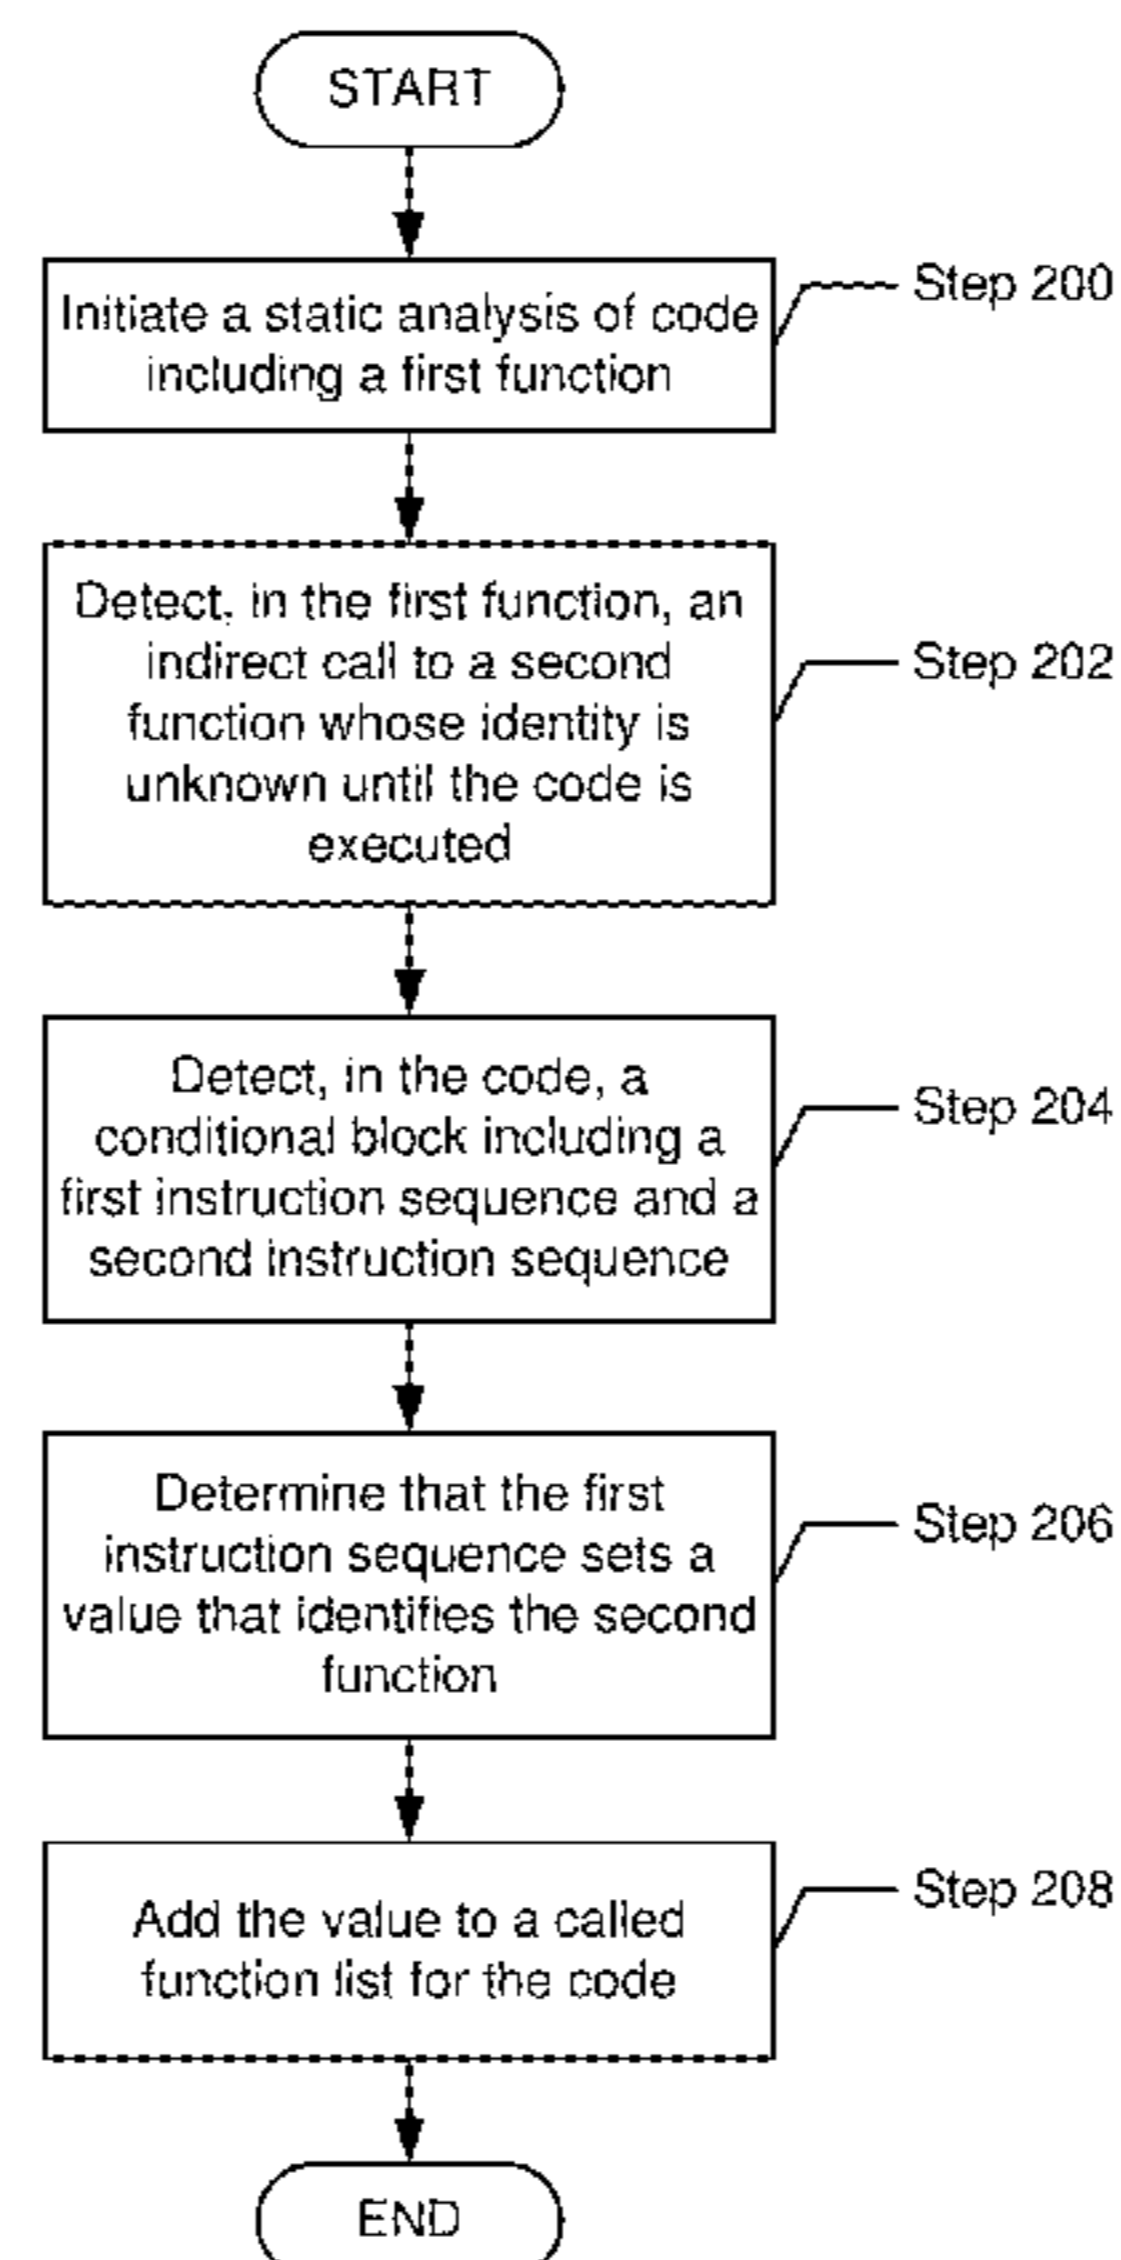 START
Initiate a static analysis of code
including a first function
Step 200
Detect, in the first function, an
indirect call to a second
function whose identity is
unknown until the code is
executed
Step 202
Detect, in the code, a
conditional block including a
first instruction sequence and a
second instruction sequence
Step 204
Determine that the first
instruction sequence sets a
value that identifies the second
function
Step 206
Add the value to a called
function list for the code
Step 208
END